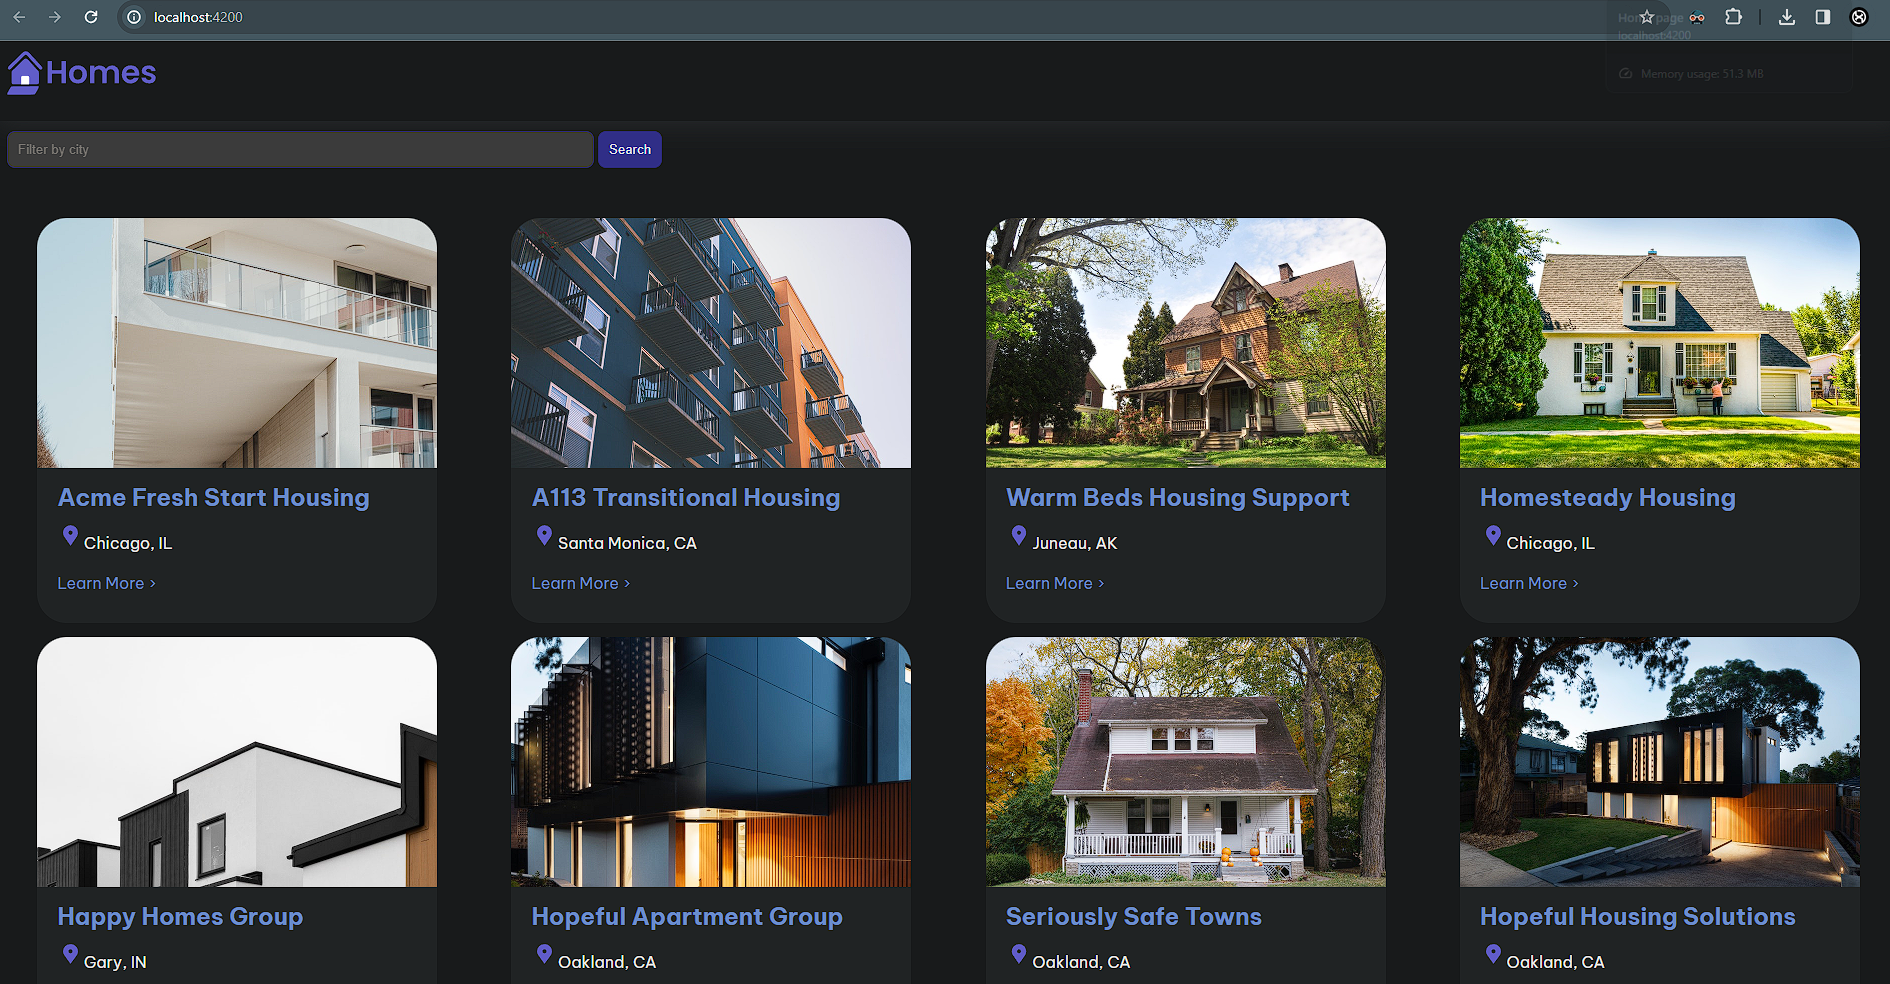 localhost:4200
Home page
localhost:4200
Memory usage: 51.3 MB
Homes
Filter by city
Search
Acme Fresh Start Housing
Chicago, IL
Learn More >
A113 Transitional Housing
Santa Monica, CA
Learn More >
Warm Beds Housing Support
Juneau, AK
Learn More >
Homesteady Housing
Chicago, IL
Learn More >
Happy Homes Group
Gary, IN
Hopeful Apartment Group
Oakland, CA
Seriously Safe Towns
Oakland, CA
Hopeful Housing Solutions
Oakland, CA